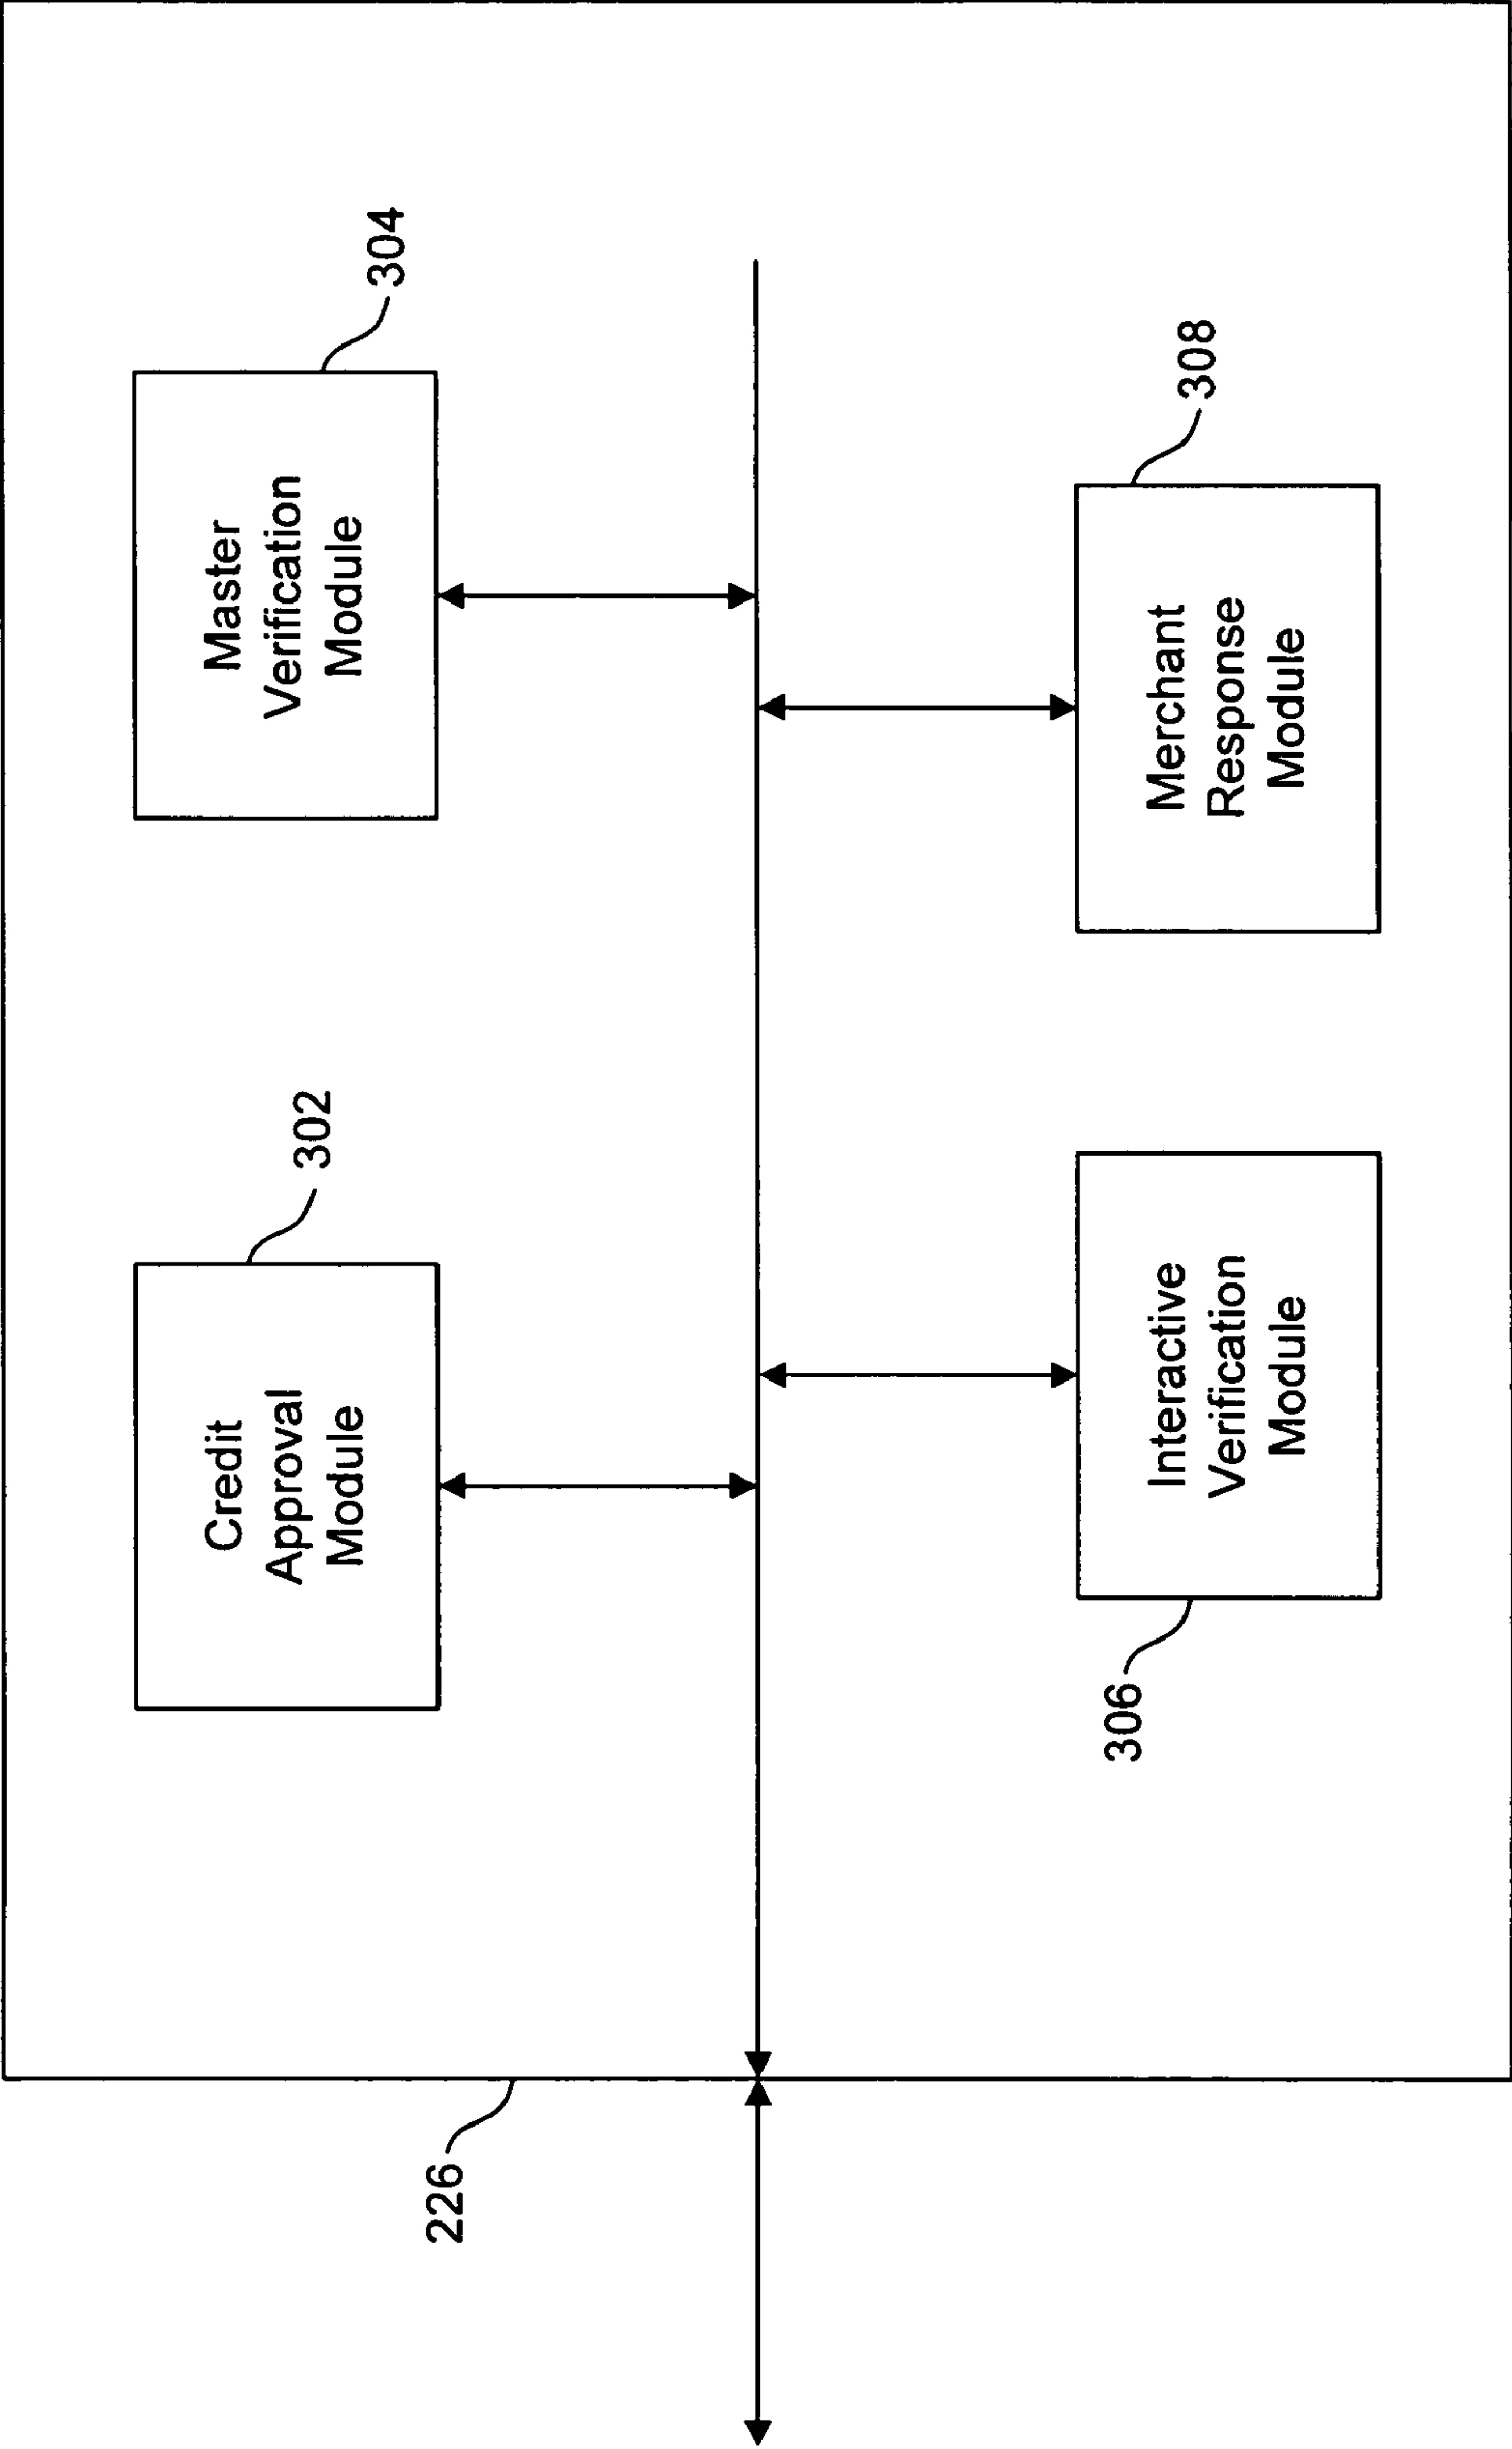 302
Credit
Approval
Module
304
Master
Verification
Module
226
306
Interactive
Verification
Module
308
Merchant
Response
Module